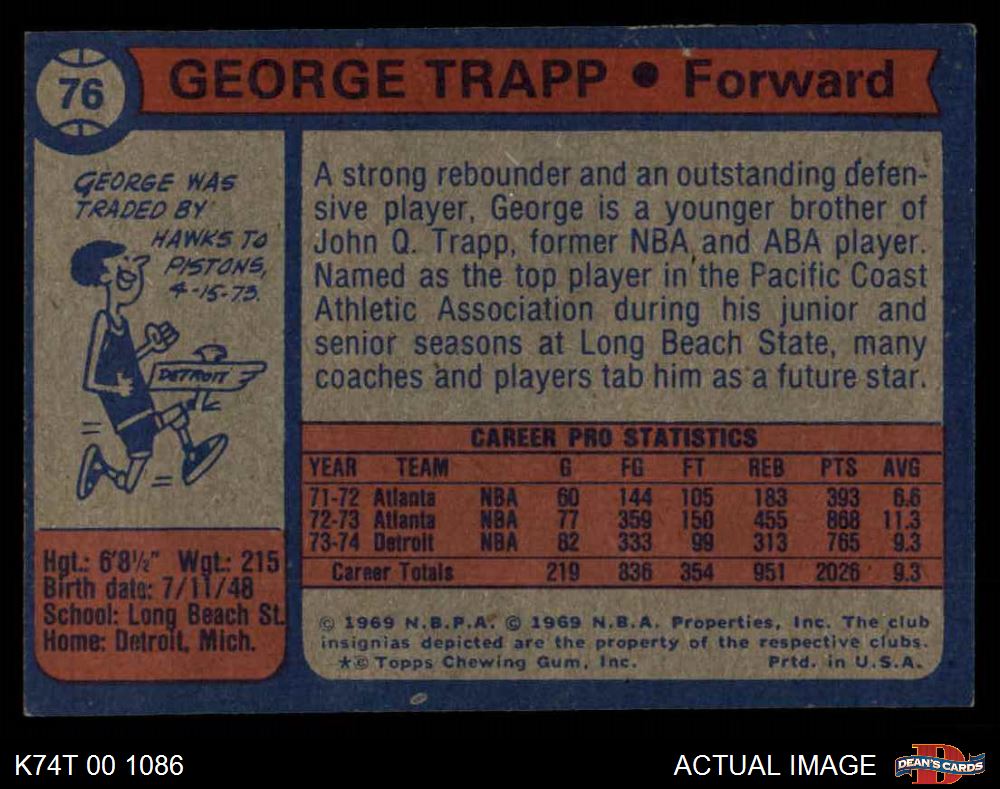 76
GEORGE TRAPP • Forward
GEORGE WAS
TRADED BY
HAWKS TO
PISTONS,
4-15-73.
DETROIT
Hgt.: 6'8½" Wgt.: 215
Birth date: 7/11/48
School: Long Beach St.
Home: Detroit, Mich.
A strong rebounder and an outstanding defen-
sive player, George is a younger brother of
John Q. Trapp, former NBA and ABA player.
Named as the top player in the Pacific Coast
Athletic Association during his junior and
senior seasons at Long Beach State, many
coaches and players tab him as a future star.
CAREER PRO STATISTICS
YEAR TEAM G FG FT REB PTS AVG
71-72 Atlanta NBA 60 144 105 183 393 6.6
72-73 Atlanta NBA 77 359 150 455 868 11.3
73-74 Detroit NBA 82 333 99 313 765 9.3
Career Totals 219 836 354 951 2026 9.3
© 1969 N.B.P.A. © 1969 N.B.A. Properties, Inc. The club
insignias depicted are the property of the respective clubs.
*© Topps Chewing Gum, Inc. Prtd. in U.S.A.
K74T 00 1086
ACTUAL IMAGE
D
DEAN'S CARDS